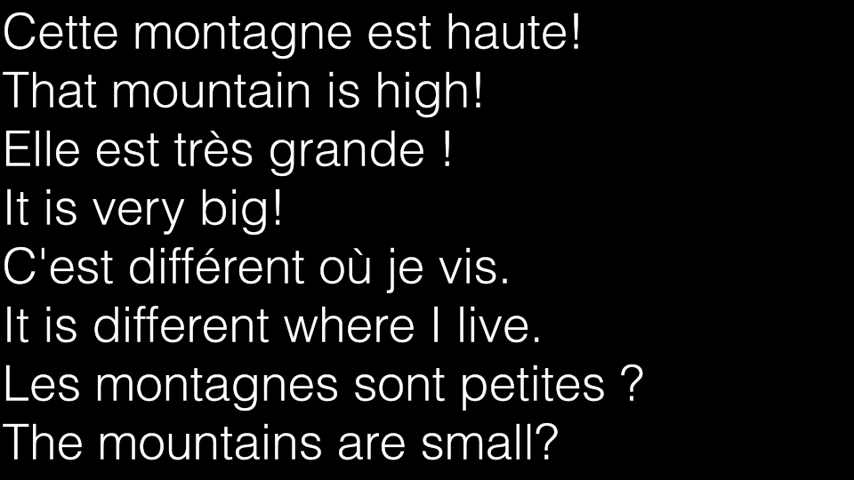 Cette montagne est haute!
That mountain is high!
Elle est très grande !
It is very big!
C'est différent où je vis.
It is different where I live.
Les montagnes sont petites ?
The mountains are small?